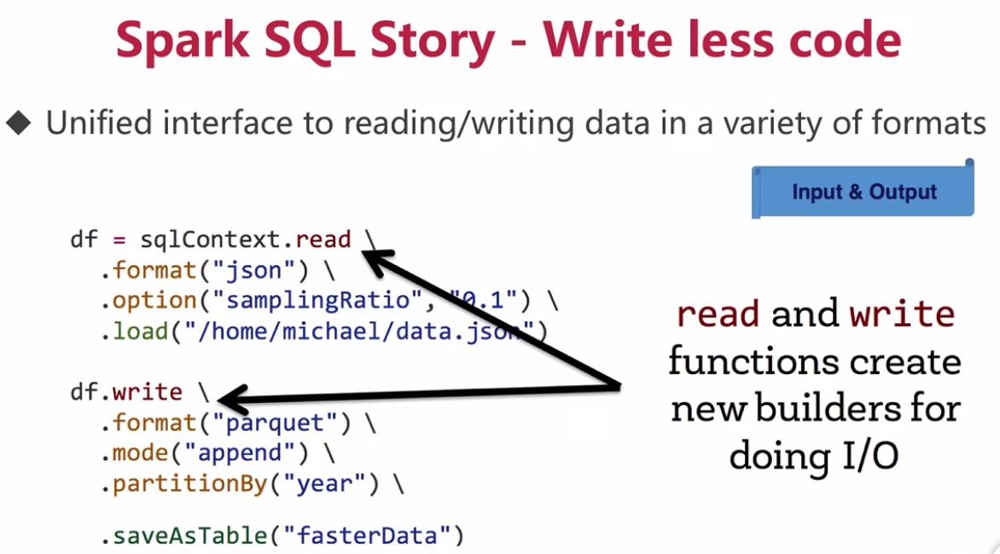 Spark SQL Story - Write less code
◆ Unified interface to reading/writing data in a variety of formats
Input & Output
df = sqlContext.read \
  .format("json") \
  .option("samplingRatio", "0.1") \
  .load("/home/michael/data.json")
df.write \
  .format("parquet") \
  .mode("append") \
  .partitionBy("year") \
  .saveAsTable("fasterData")
read and write
functions create
new builders for
doing I/O